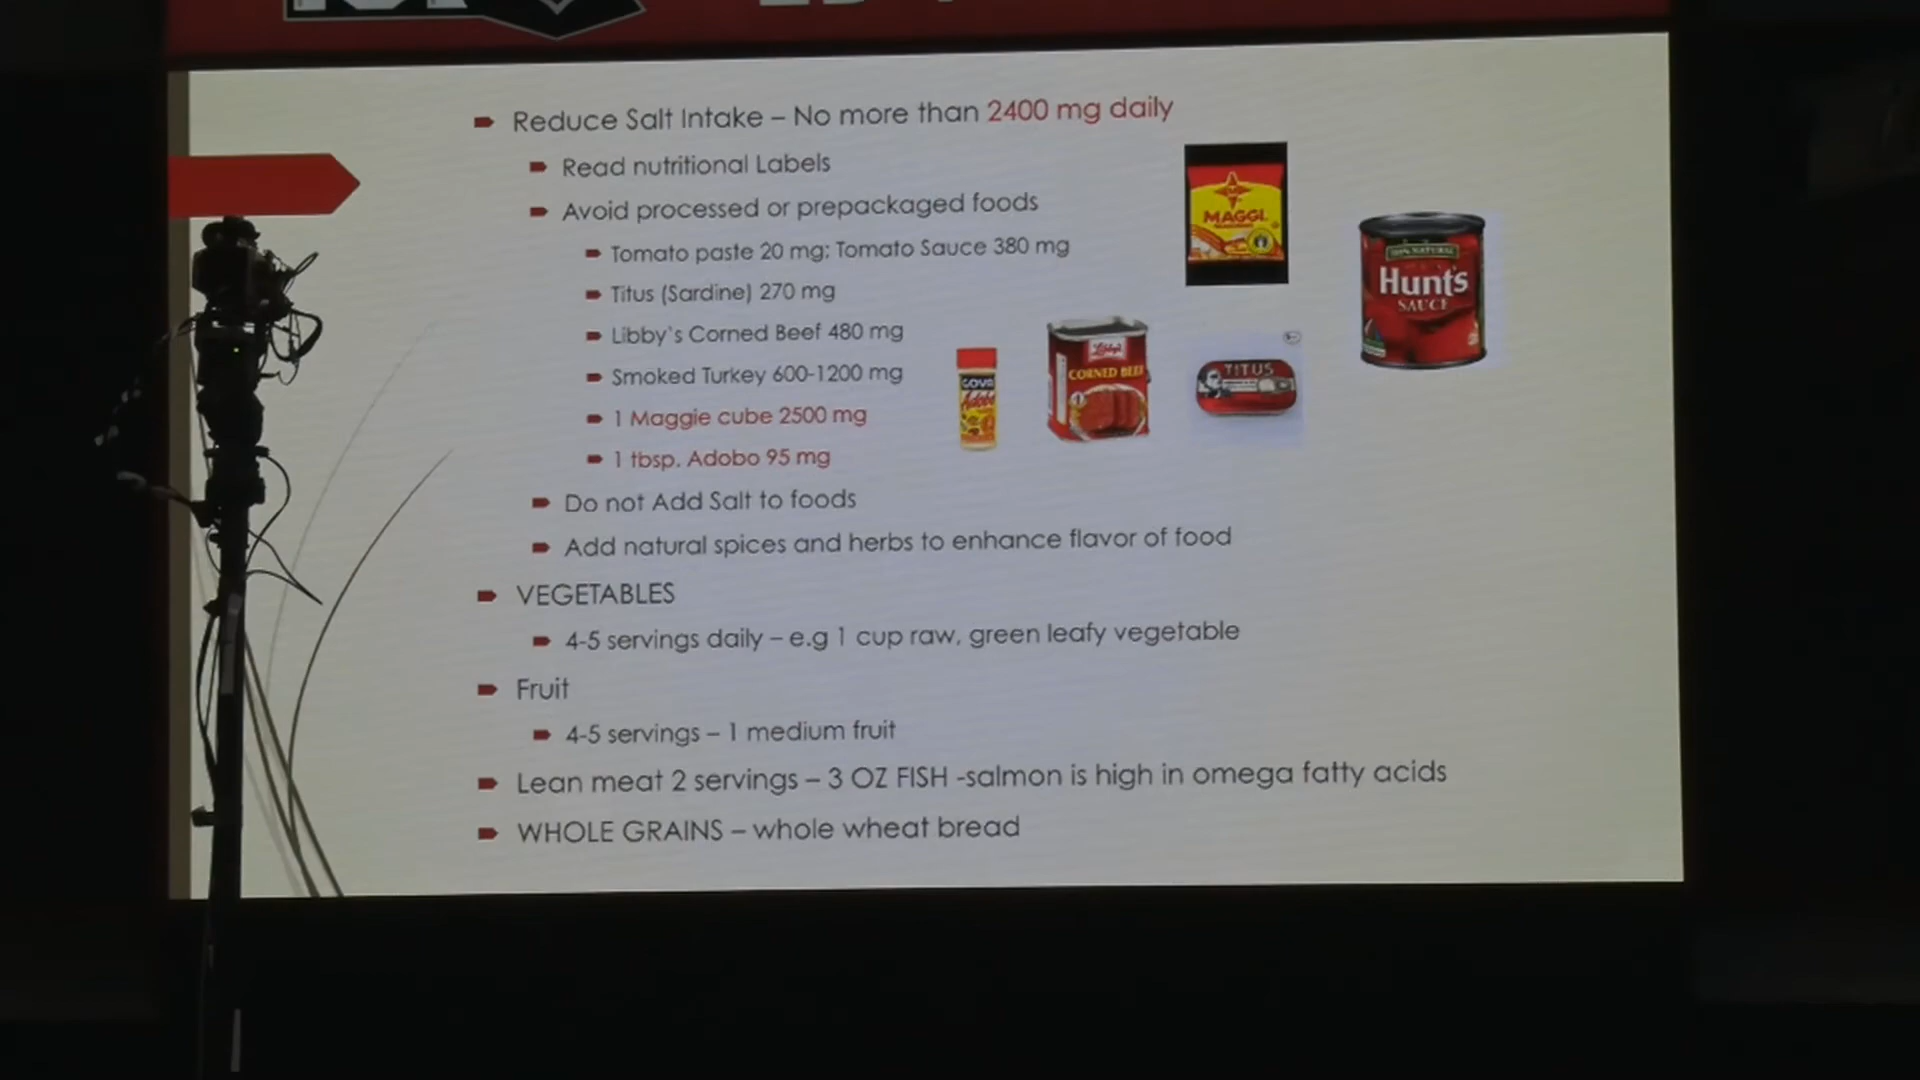 Reduce Salt Intake – No more than 2400 mg daily
Read nutritional Labels
Avoid processed or prepackaged foods
Tomato paste 20 mg; Tomato Sauce 380 mg
Titus (Sardine) 270 mg
Libby's Corned Beef 480 mg
Smoked Turkey 600-1200 mg
1 Maggie cube 2500 mg
1 tbsp. Adobo 95 mg
Do not Add Salt to foods
Add natural spices and herbs to enhance flavor of food
VEGETABLES
4-5 servings daily – e.g 1 cup raw, green leafy vegetable
Fruit
4-5 servings – 1 medium fruit
Lean meat 2 servings – 3 OZ FISH -salmon is high in omega fatty acids
WHOLE GRAINS – whole wheat bread
MAGGI
100% NATURAL
Hunt's
SAUCE
GOYA
Adobo
Libby's
CORNED BEEF
TITUS